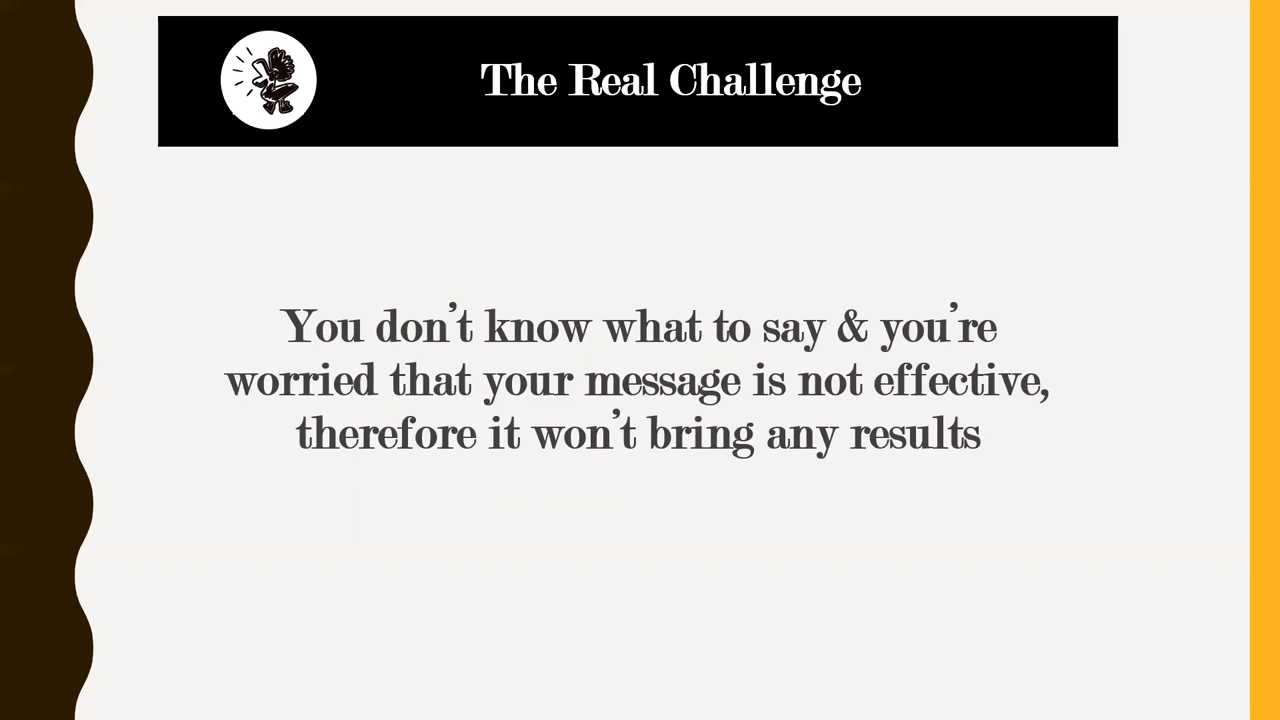 The Real Challenge
You don’t know what to say & you’re
worried that your message is not effective,
therefore it won’t bring any results